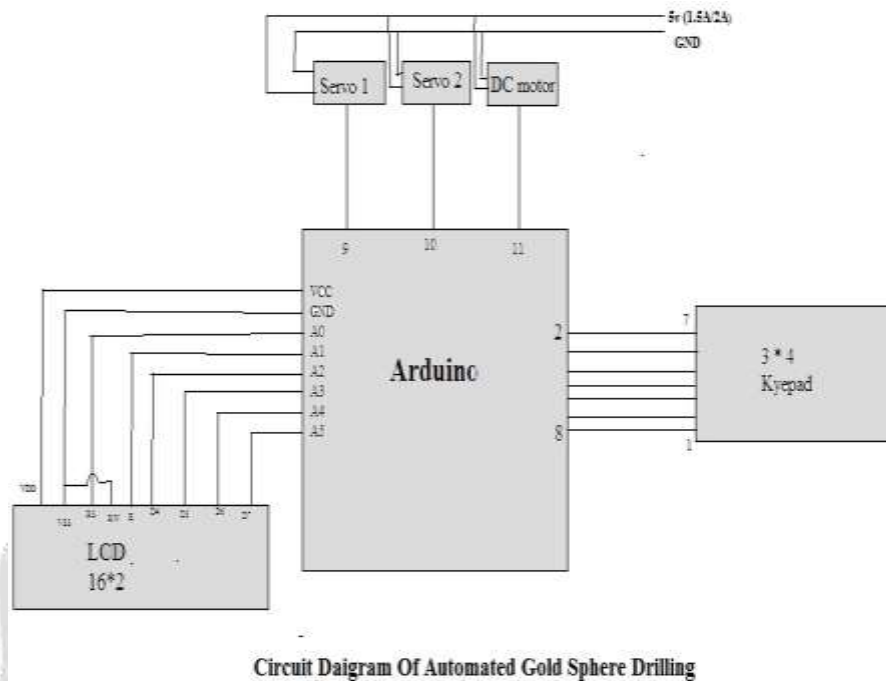 5v (1.5A/2A)
GND
Servo 1
Servo 2
DC motor
9
10
11
VCC
GND
A0
A1
A2
A3
A4
A5
Arduino
2
8
7
1
3 * 4
Kyepad
VDD
VSS
RS
R/W
E
D4
D5
D6
D7
LCD
16*2
Circuit Daigram Of Automated Gold Sphere Drilling